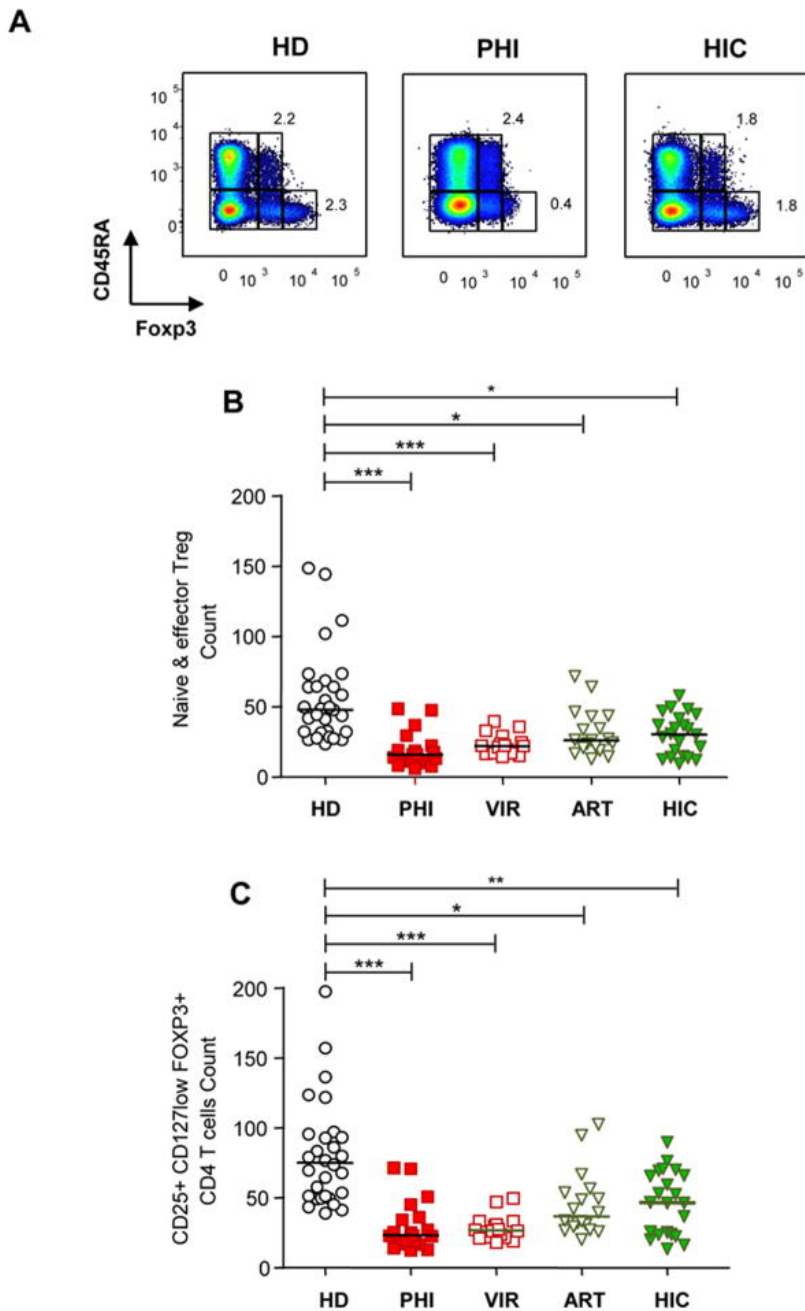 A
HD
PHI
HIC
10 5
10 4
10 3
0
2.2
2.3
2.4
0.4
1.8
1.8
0 10 3 10 4 10 5
0 10 3 10 4 10 5
0 10 3 10 4 10 5
CD45RA
Foxp3
B
*
*
***
***
200
150
100
50
0
Naive & effector Treg
Count
HD PHI VIR ART HIC
C
**
*
***
***
200
150
100
50
0
CD25+ CD127low FOXP3+
CD4 T cells Count
HD PHI VIR ART HIC